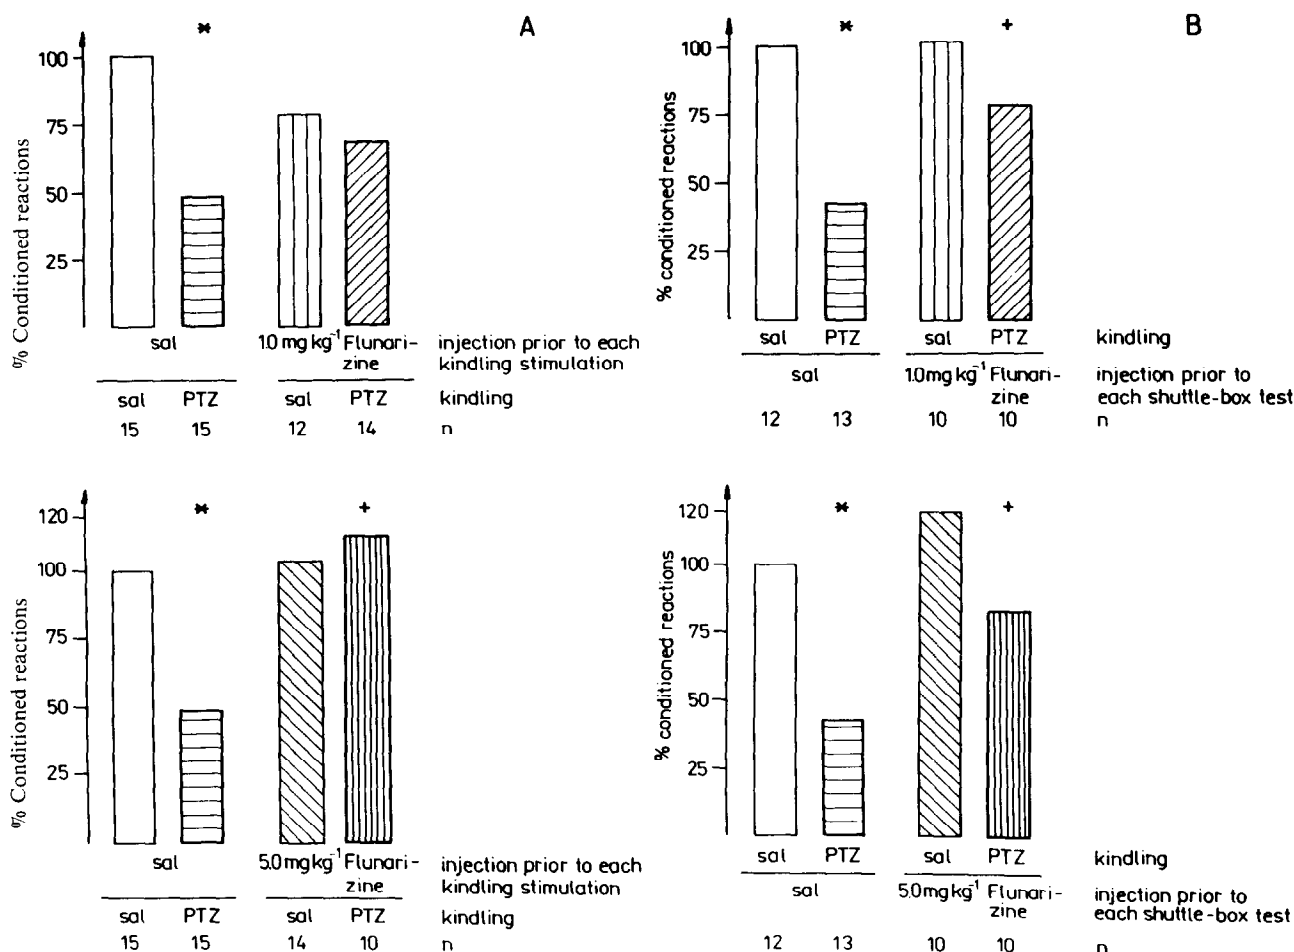 A
*
% Conditioned reactions
100
75
50
25
sal
1.0 mg kg⁻¹ Flunari-
zine
injection prior to each
kindling stimulation
sal PTZ sal PTZ kindling
15 15 12 14 n
B
* +
% conditioned reactions
100
75
50
25
sal PTZ sal PTZ kindling
sal
1.0 mg kg⁻¹ Flunari-
zine
injection prior to
each shuttle-box test
12 13 10 10 n
* +
% Conditioned reactions
120
100
75
50
25
sal
5.0 mg kg⁻¹ Flunari-
zine
injection prior to each
kindling stimulation
sal PTZ sal PTZ kindling
15 15 14 10 n
* +
% conditioned reactions
120
100
75
50
25
sal PTZ sal PTZ kindling
sal
5.0 mg kg⁻¹ Flunari-
zine
injection prior to
each shuttle-box test
12 13 10 10 n